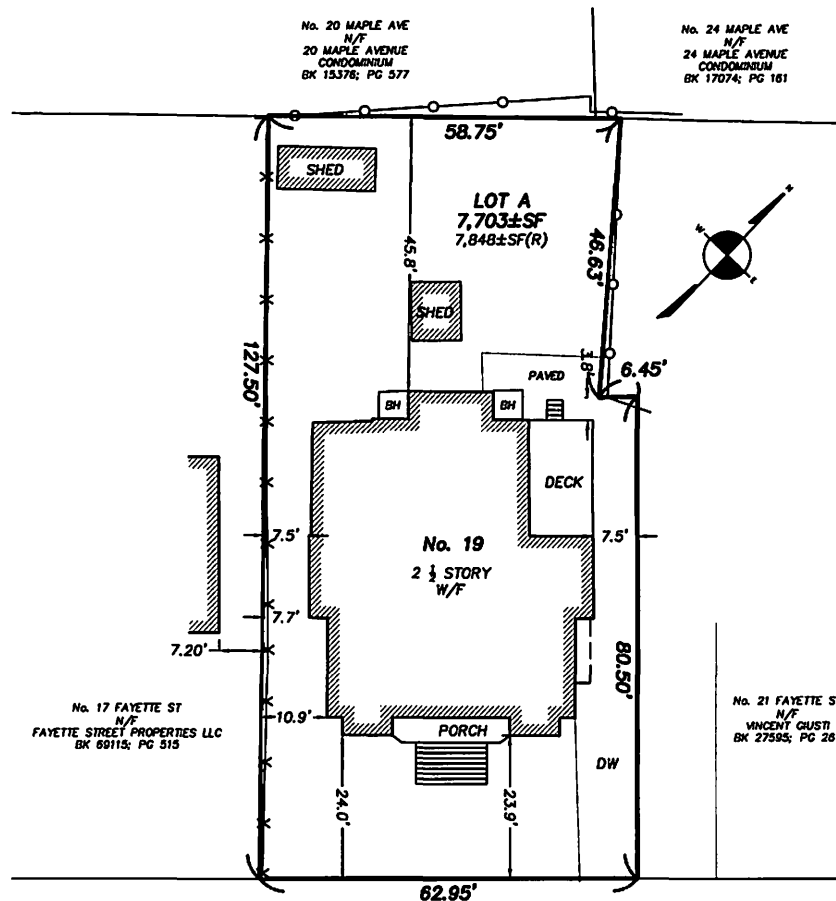 No. 20 MAPLE AVE
N/F
20 MAPLE AVENUE
CONDOMINIUM
BK 15376; PG 577
No. 24 MAPLE AVE
N/F
24 MAPLE AVENUE
CONDOMINIUM
BK 17074; PG 161
58.75'
SHED
LOT A
7,703±SF
7,848±SF(R)
45.8'
46.63'
N
W
E
SHED
127.50'
3.8'
6.45'
PAVED
BH
BH
DECK
7.5'
No. 19
7.5'
2 ½ STORY
W/F
7.7'
7.20'
80.50'
No. 17 FAYETTE ST
N/F
FAYETTE STREET PROPERTIES LLC
BK 69115; PG 515
10.9'
PORCH
No. 21 FAYETTE S
N/F
VINCENT GIUSTI
BK 27595; PG 26
DW
24.0'
23.9'
62.95'